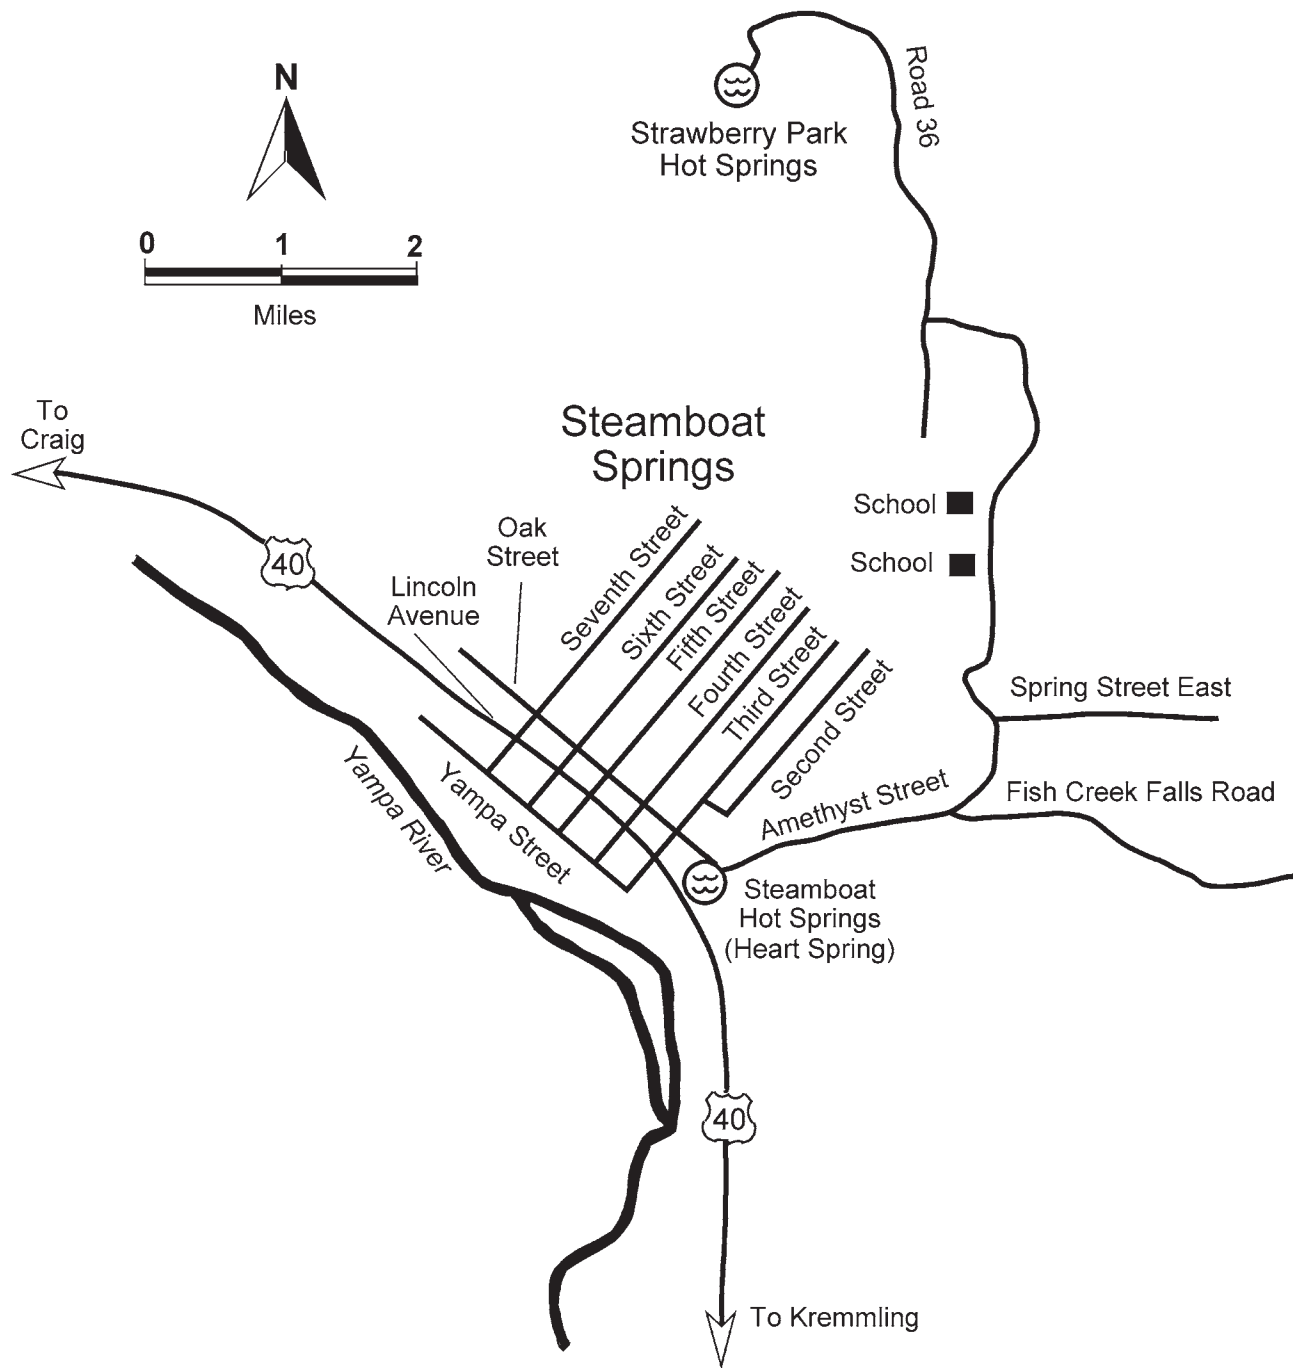 N
Road 36
Strawberry Park
Hot Springs
0 1 2
Miles
To
Craig
Steamboat
Springs
School
School
Oak
Street
Lincoln
Avenue
40
Seventh Street
Sixth Street
Fifth Street
Fourth Street
Third Street
Second Street
Spring Street East
Yampa River
Yampa Street
Amethyst Street
Fish Creek Falls Road
Steamboat
Hot Springs
(Heart Spring)
40
To Kremmling